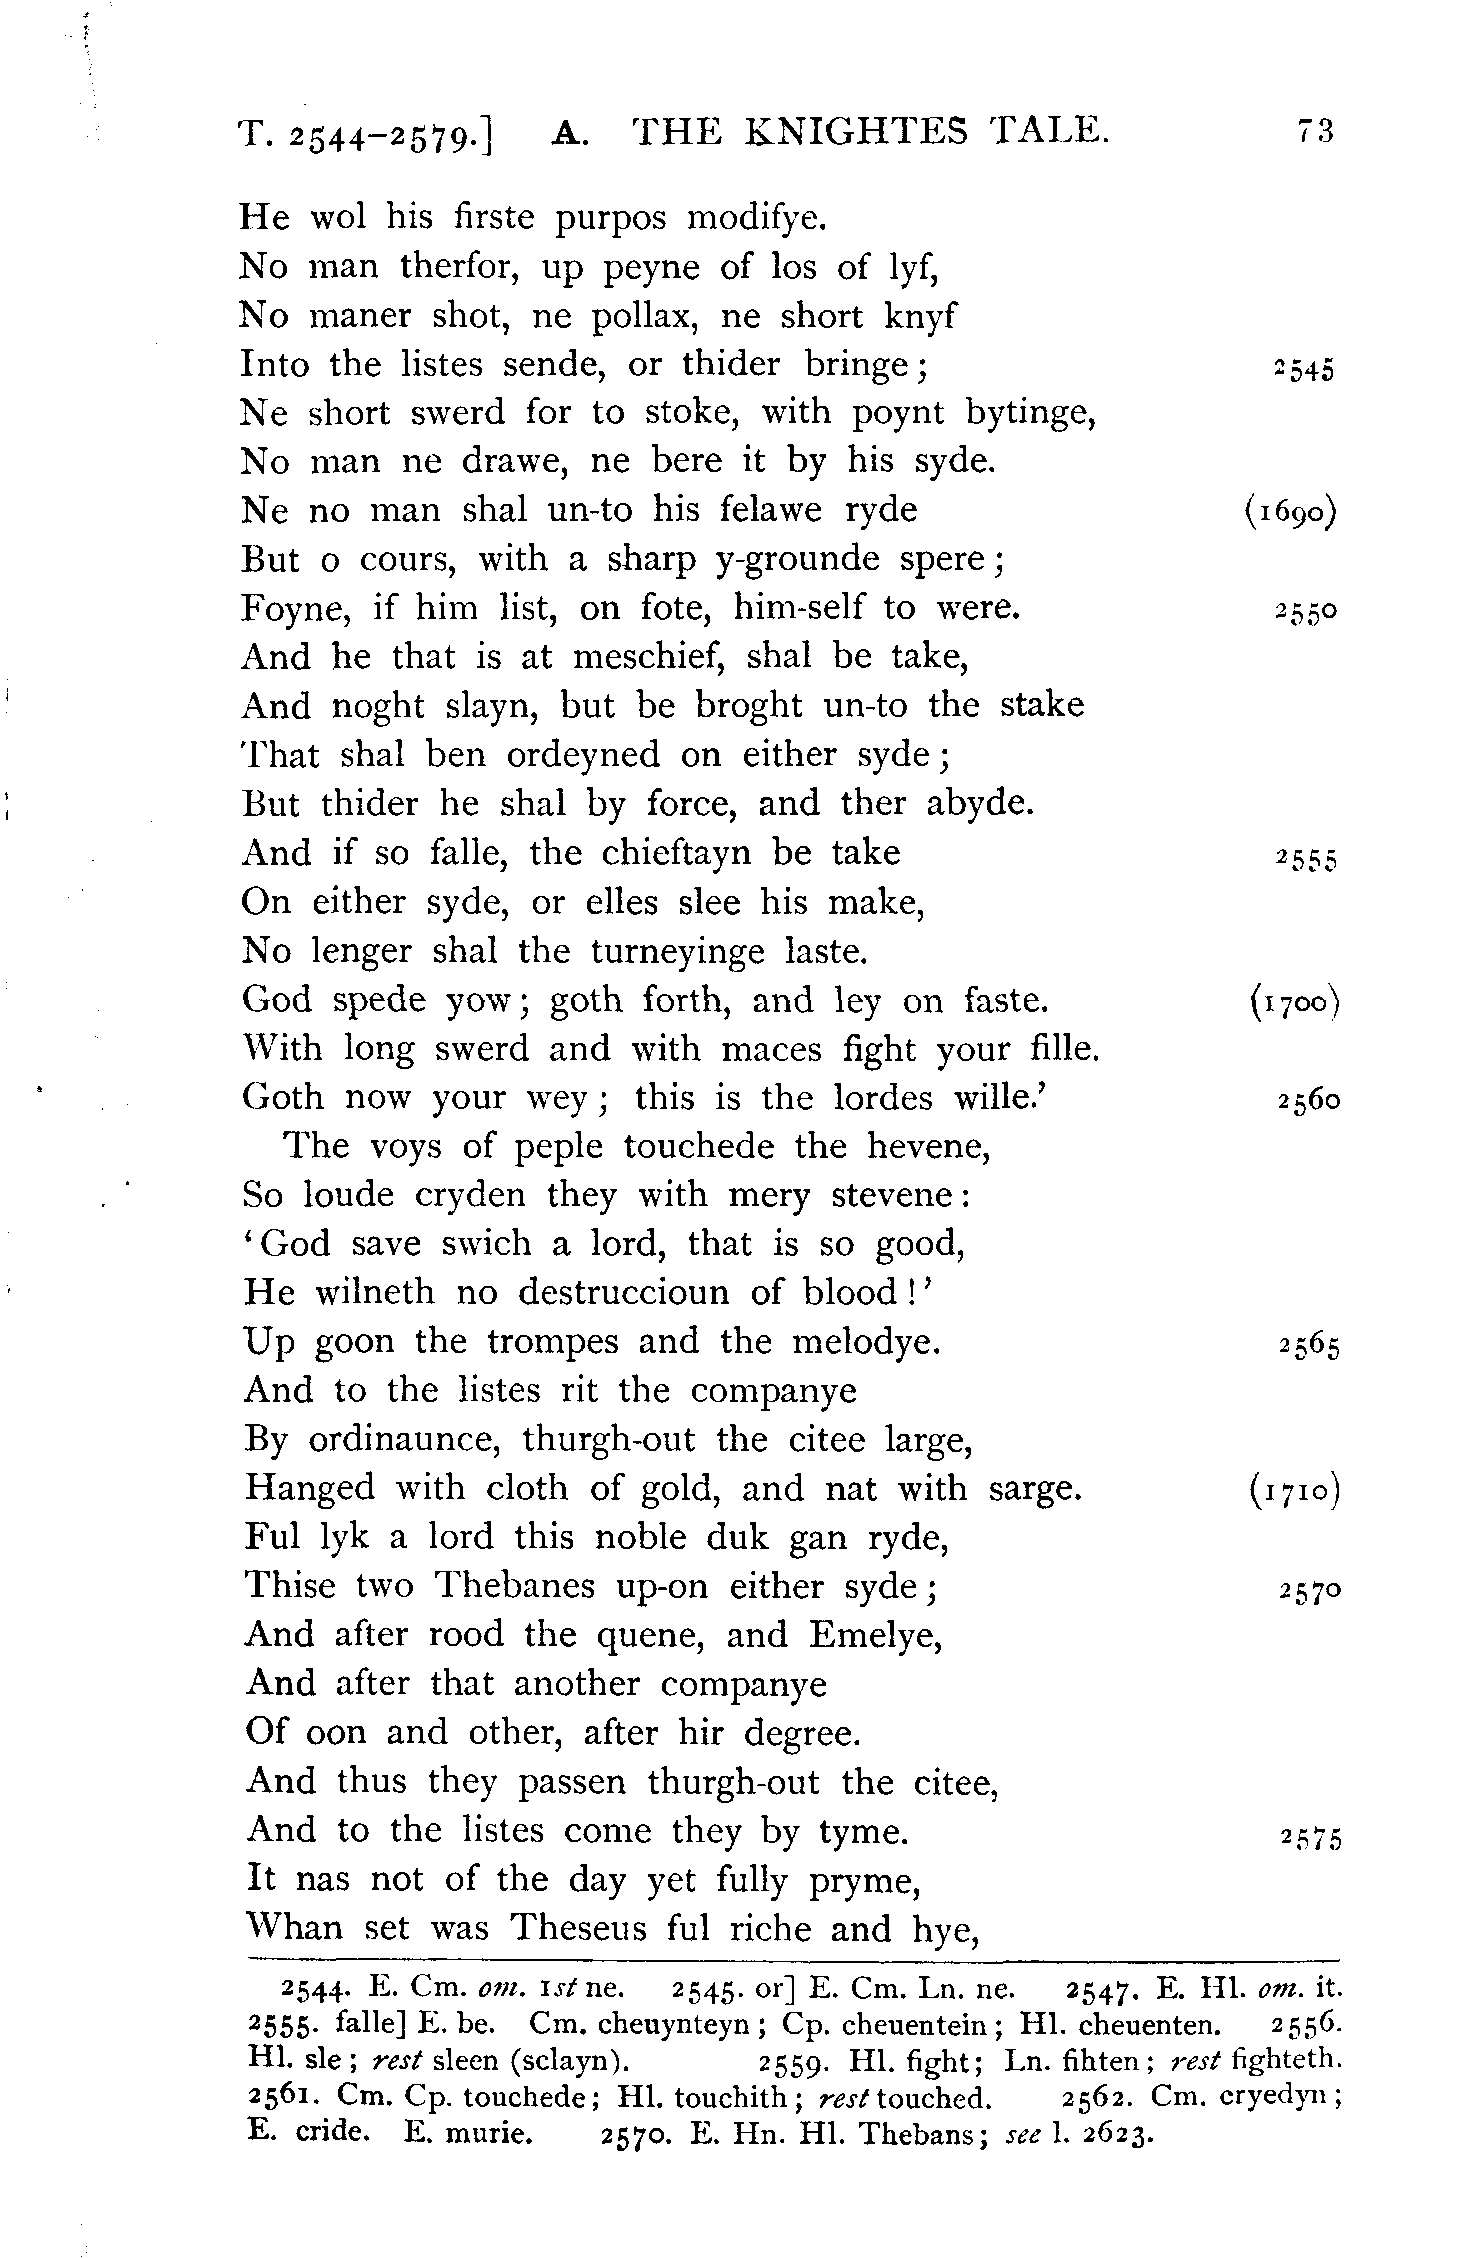 T. 2544–2579.] A. THE KNIGHTES TALE. 73
He wol his firste purpos modifye.
No man therfor, up peyne of los of lyf,
No maner shot, ne pollax, ne short knyf
Into the listes sende, or thider bringe; 2545
Ne short swerd for to stoke, with poynt bytinge,
No man ne drawe, ne bere it by his syde.
Ne no man shal un-to his felawe ryde (1690)
But o cours, with a sharp y-grounde spere;
Foyne, if him list, on fote, him-self to were. 2550
And he that is at meschief, shal be take,
And noght slayn, but be broght un-to the stake
That shal ben ordeyned on either syde;
But thider he shal by force, and ther abyde.
And if so falle, the chieftayn be take 2555
On either syde, or elles slee his make,
No lenger shal the turneyinge laste.
God spede yow; goth forth, and ley on faste. (1700)
With long swerd and with maces fight your fille.
Goth now your wey; this is the lordes wille.’ 2560
The voys of peple touchede the hevene,
So loude cryden they with mery stevene:
‘God save swich a lord, that is so good,
He wilneth no destruccioun of blood!’
Up goon the trompes and the melodye. 2565
And to the listes rit the companye
By ordinaunce, thurgh-out the citee large,
Hanged with cloth of gold, and nat with sarge. (1710)
Ful lyk a lord this noble duk gan ryde,
Thise two Thebanes up-on either syde; 2570
And after rood the quene, and Emelye,
And after that another companye
Of oon and other, after hir degree.
And thus they passen thurgh-out the citee,
And to the listes come they by tyme. 2575
It nas not of the day yet fully pryme,
Whan set was Theseus ful riche and hye,
2544. E. Cm. om. 1st ne. 2545. or] E. Cm. Ln. ne. 2547. E. Hl. om. it.
2555. falle] E. be. Cm. cheuynteyn; Cp. cheuentein; Hl. cheuenten. 2556.
Hl. sle; rest sleen (sclayn). 2559. Hl. fight; Ln. fihten; rest fighteth.
2561. Cm. Cp. touchede; Hl. touchith; rest touched. 2562. Cm. cryedyn;
E. cride. E. murie. 2570. E. Hn. Hl. Thebans; see l. 2623.